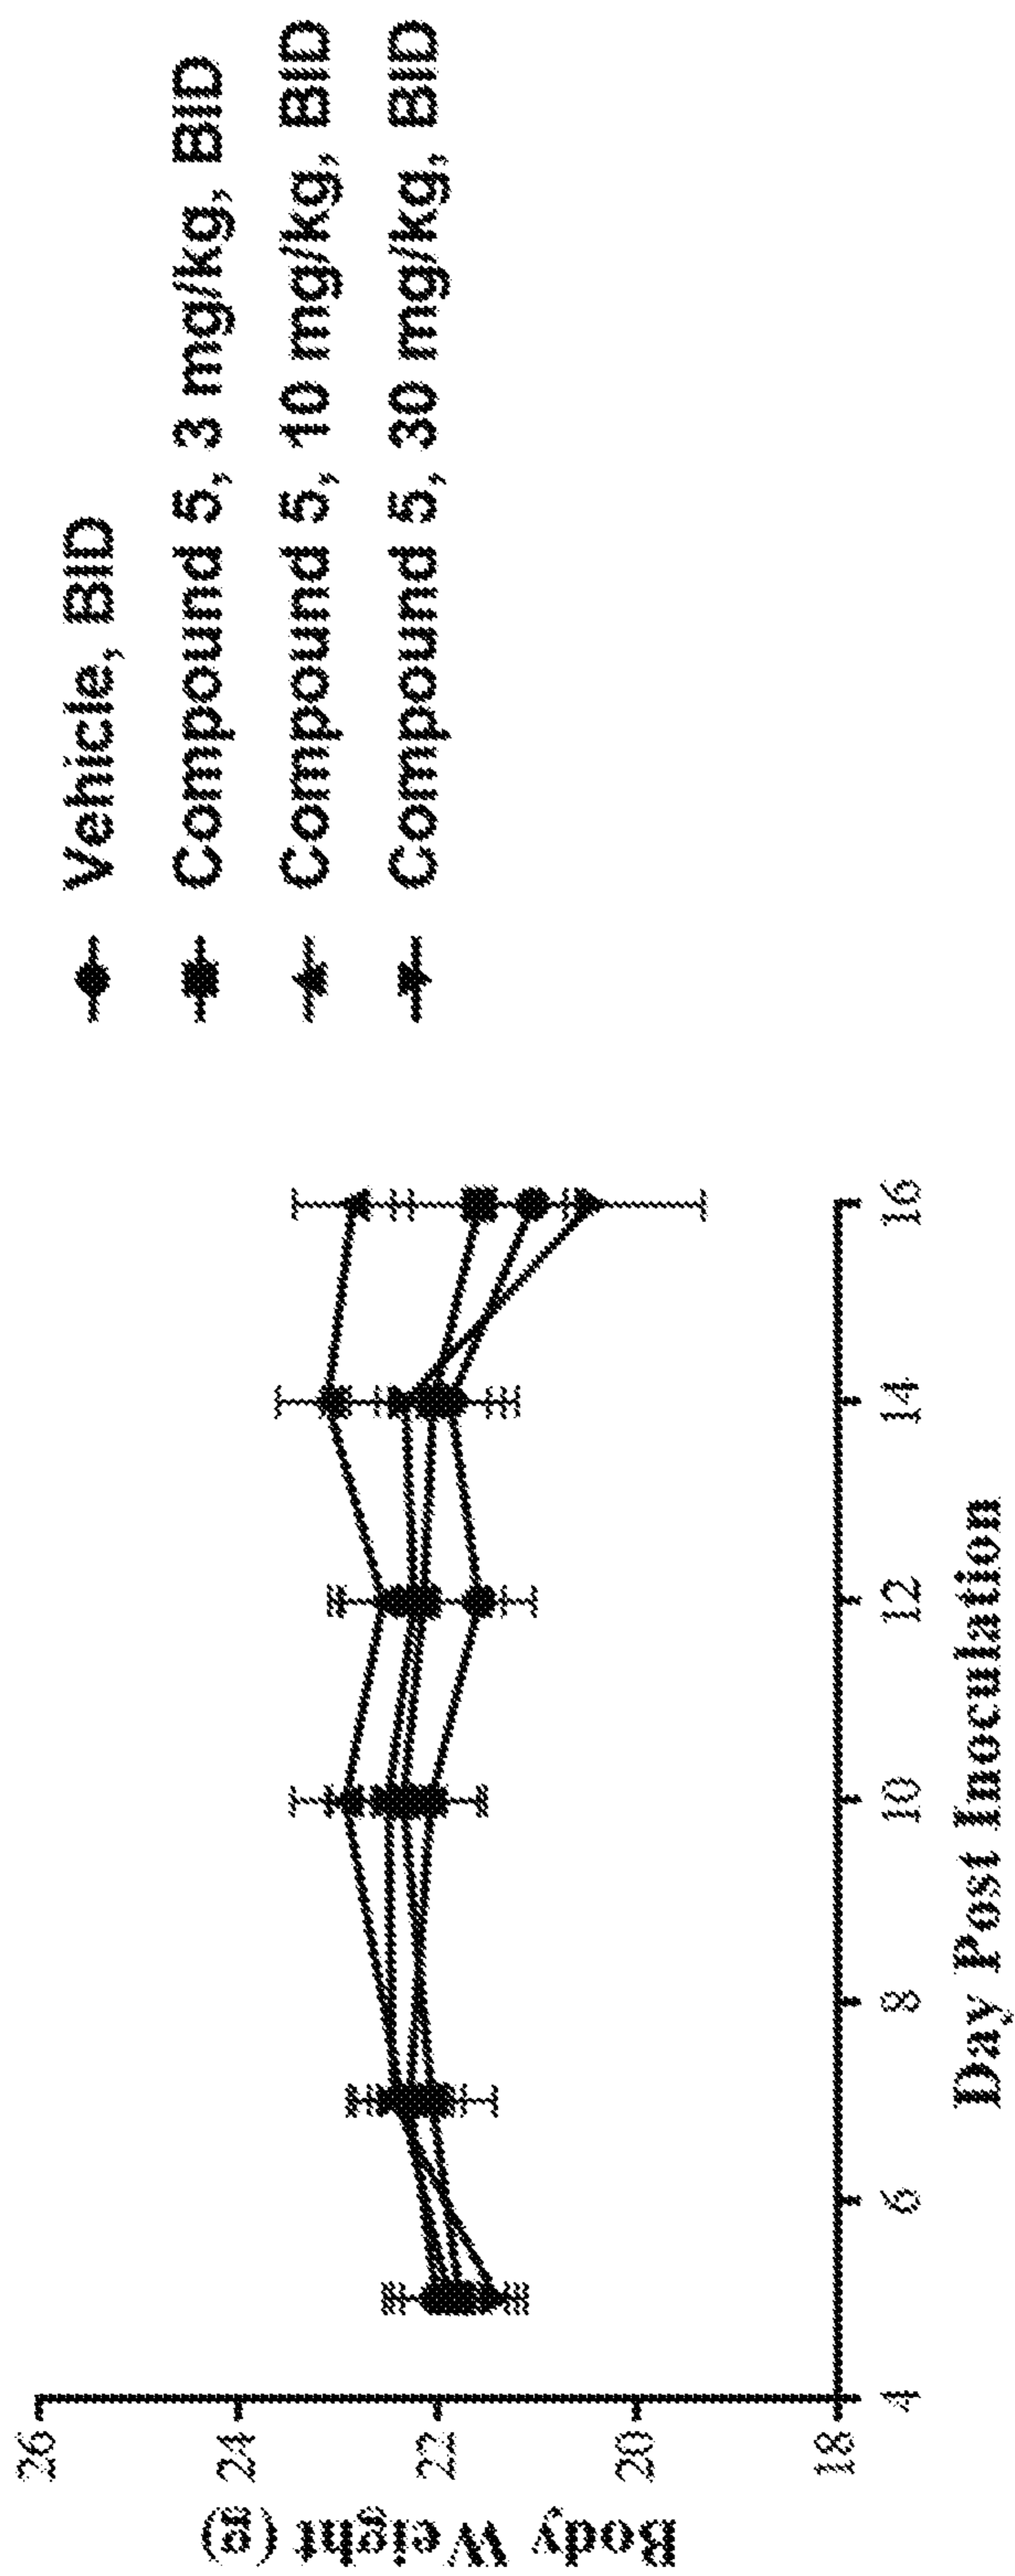 Vehicle, BID
Compound 5, 3 mg/kg, BID
Compound 5, 10 mg/kg, BID
Compound 5, 30 mg/kg, BID
Body Weight (g)
26
24
22
20
18
4
6
8
10
12
14
16
Day Post Inoculation